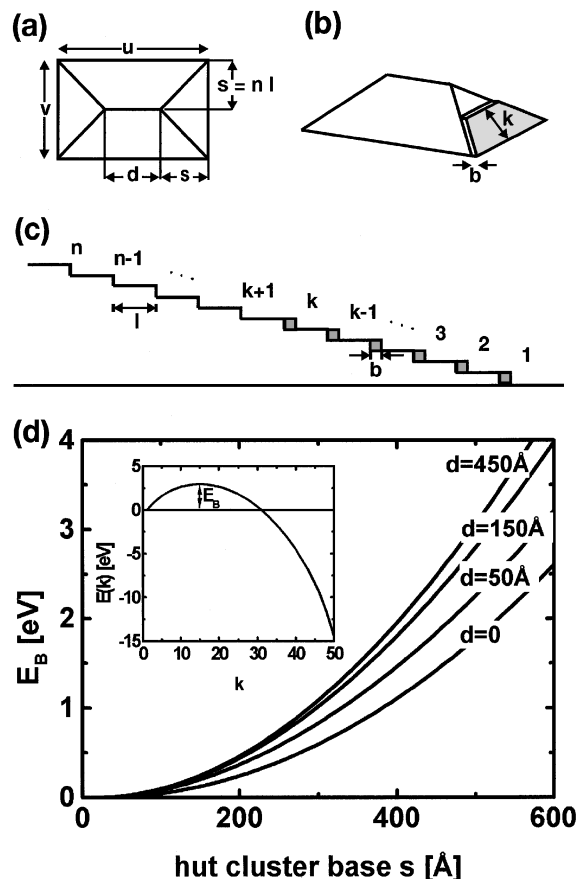 (a)
u
v
s = n l
d
s
(b)
k
b
(c)
n
n-1
. . .
k+1
k
k-1
. . .
3
2
1
l
b
(d)
4
3
2
1
0
E_B [eV]
d=450Å
d=150Å
d=50Å
d=0
5
0
-5
-10
-15
E(k) [eV]
E_B
0 10 20 30 40 50
k
0 200 400 600
hut cluster base s [Å]